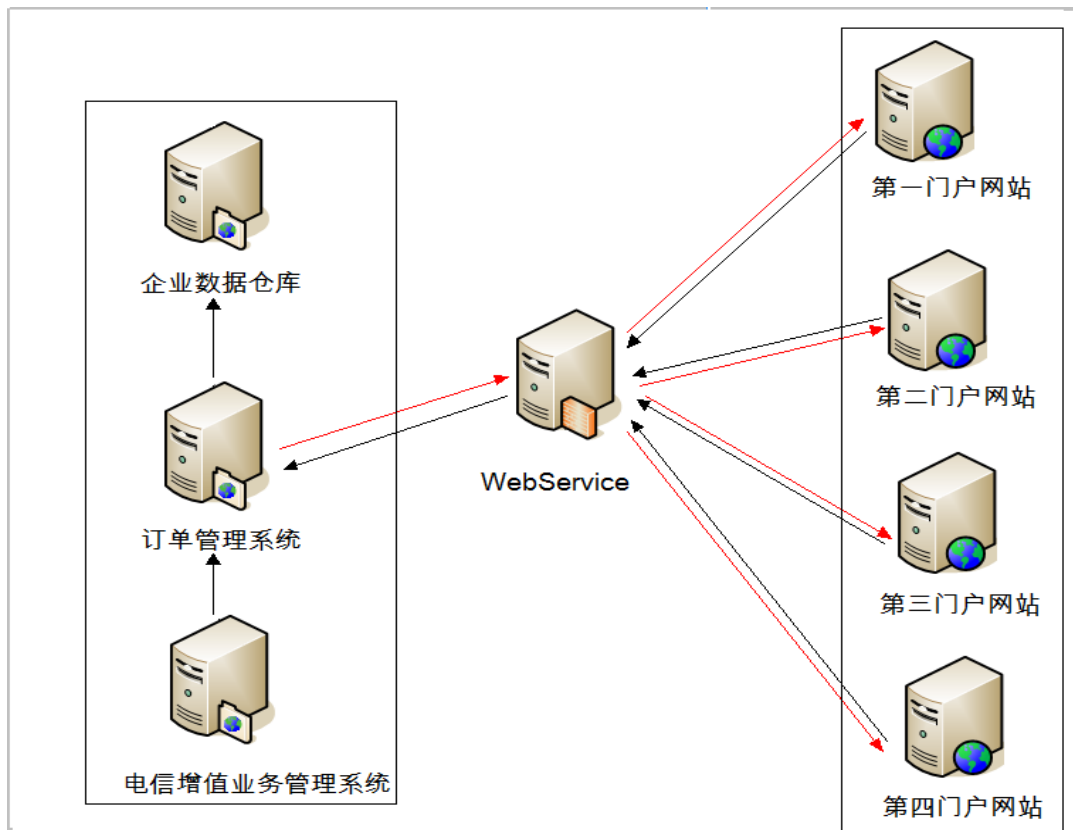 企业数据仓库
订单管理系统
电信增值业务管理系统
WebService
第一门户网站
第二门户网站
第三门户网站
第四门户网站